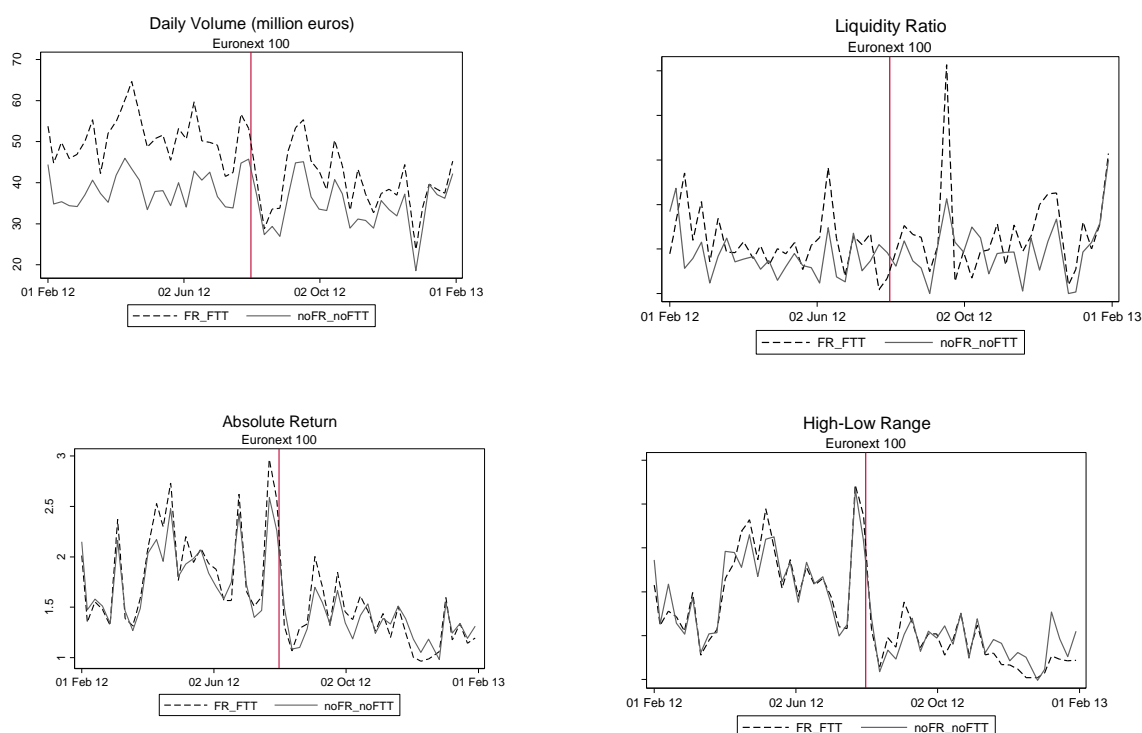 Daily Volume (million euros)
Euronext 100
70
60
50
40
30
20
01 Feb 12 02 Jun 12 02 Oct 12 01 Feb 13
FR_FTT noFR_noFTT
Liquidity Ratio
Euronext 100
01 Feb 12 02 Jun 12 02 Oct 12 01 Feb 13
FR_FTT noFR_noFTT
Absolute Return
Euronext 100
3
2.5
2
1.5
1
01 Feb 12 02 Jun 12 02 Oct 12 01 Feb 13
FR_FTT noFR_noFTT
High-Low Range
Euronext 100
01 Feb 12 02 Jun 12 02 Oct 12 01 Feb 13
FR_FTT noFR_noFTT